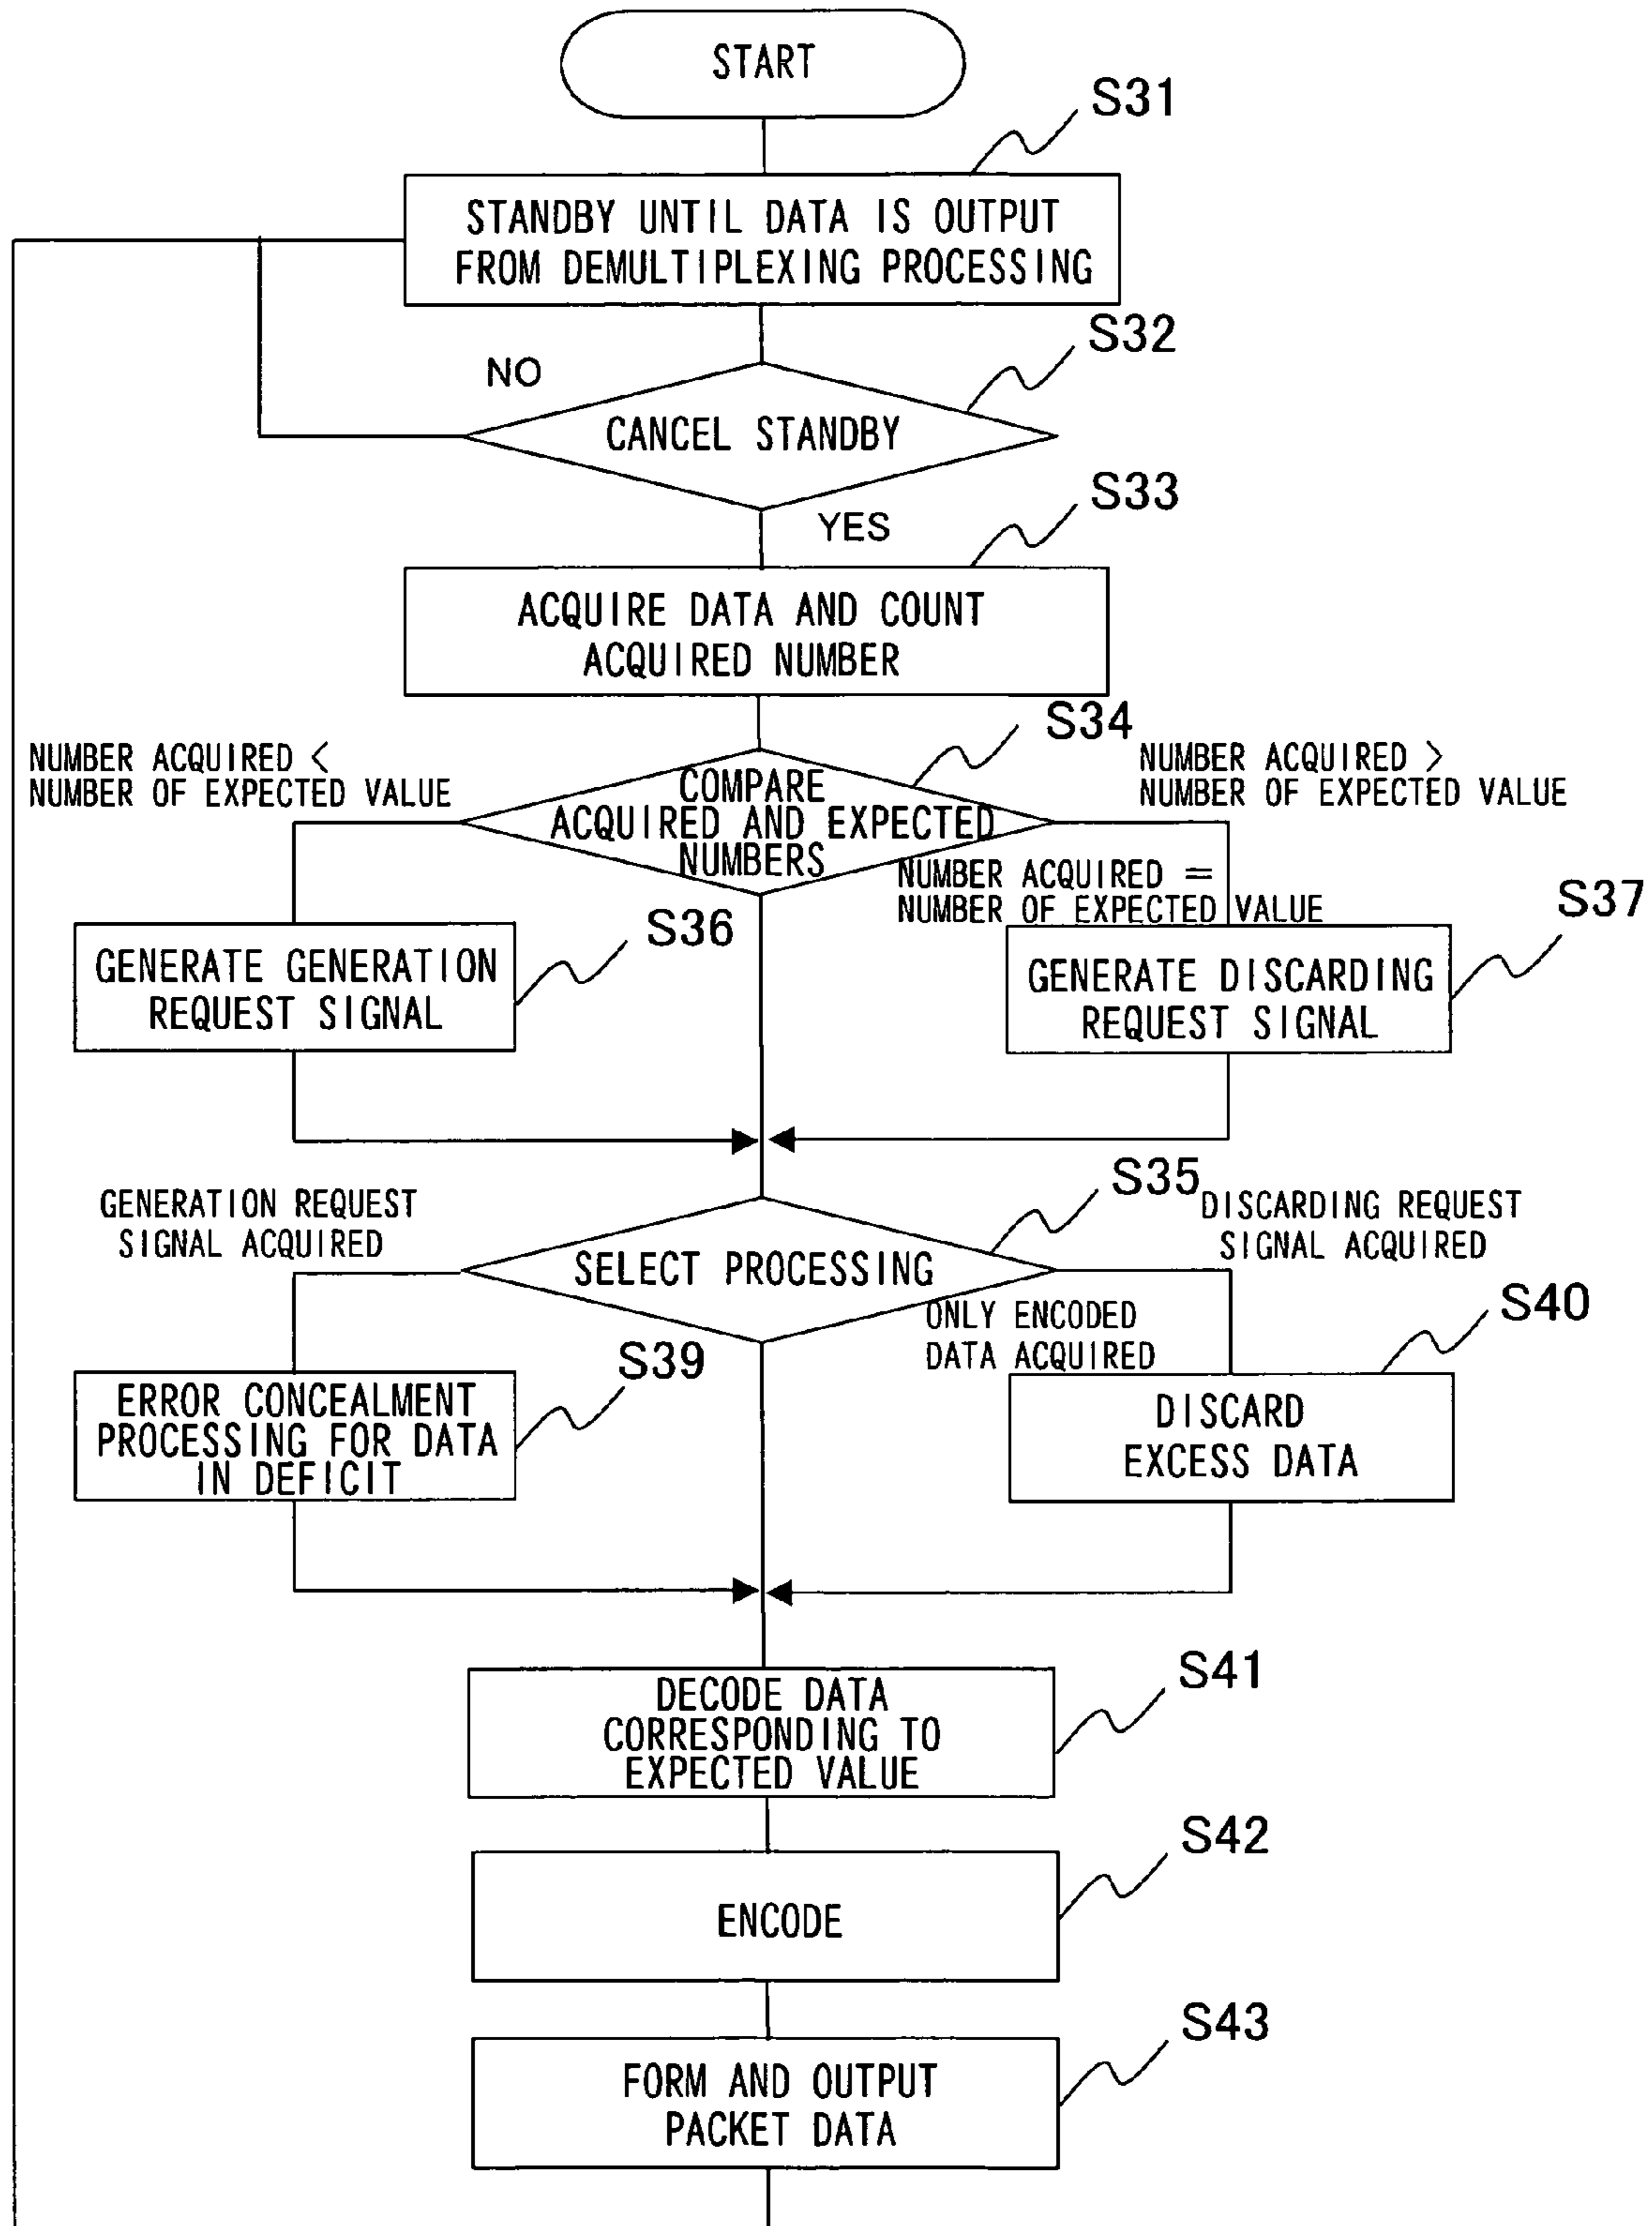 START
S31
STANDBY UNTIL DATA IS OUTPUT
FROM DEMULTIPLEXING PROCESSING
S32
NO
CANCEL STANDBY
S33
YES
ACQUIRE DATA AND COUNT
ACQUIRED NUMBER
S34
NUMBER ACQUIRED <
NUMBER OF EXPECTED VALUE
NUMBER ACQUIRED >
NUMBER OF EXPECTED VALUE
COMPARE
ACQUIRED AND EXPECTED
NUMBERS
NUMBER ACQUIRED =
NUMBER OF EXPECTED VALUE
S36
S37
GENERATE GENERATION
REQUEST SIGNAL
GENERATE DISCARDING
REQUEST SIGNAL
S35
GENERATION REQUEST
SIGNAL ACQUIRED
DISCARDING REQUEST
SIGNAL ACQUIRED
SELECT PROCESSING
ONLY ENCODED
DATA ACQUIRED
S39
S40
ERROR CONCEALMENT
PROCESSING FOR DATA
IN DEFICIT
DISCARD
EXCESS DATA
S41
DECODE DATA
CORRESPONDING TO
EXPECTED VALUE
S42
ENCODE
S43
FORM AND OUTPUT
PACKET DATA